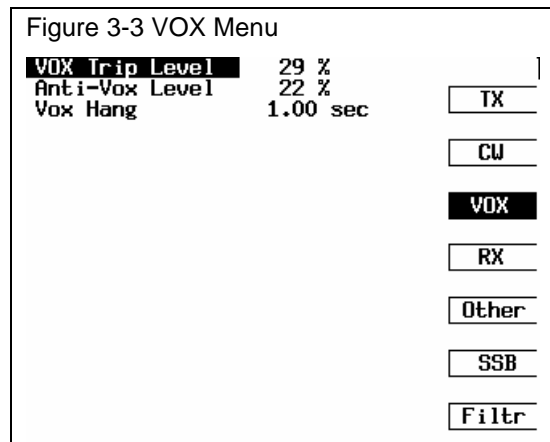 Figure 3-3 VOX Menu
VOX Trip Level 29 %
Anti-Vox Level 22 %
Vox Hang 1.00 sec
TX
CW
VOX
RX
Other
SSB
Filtr